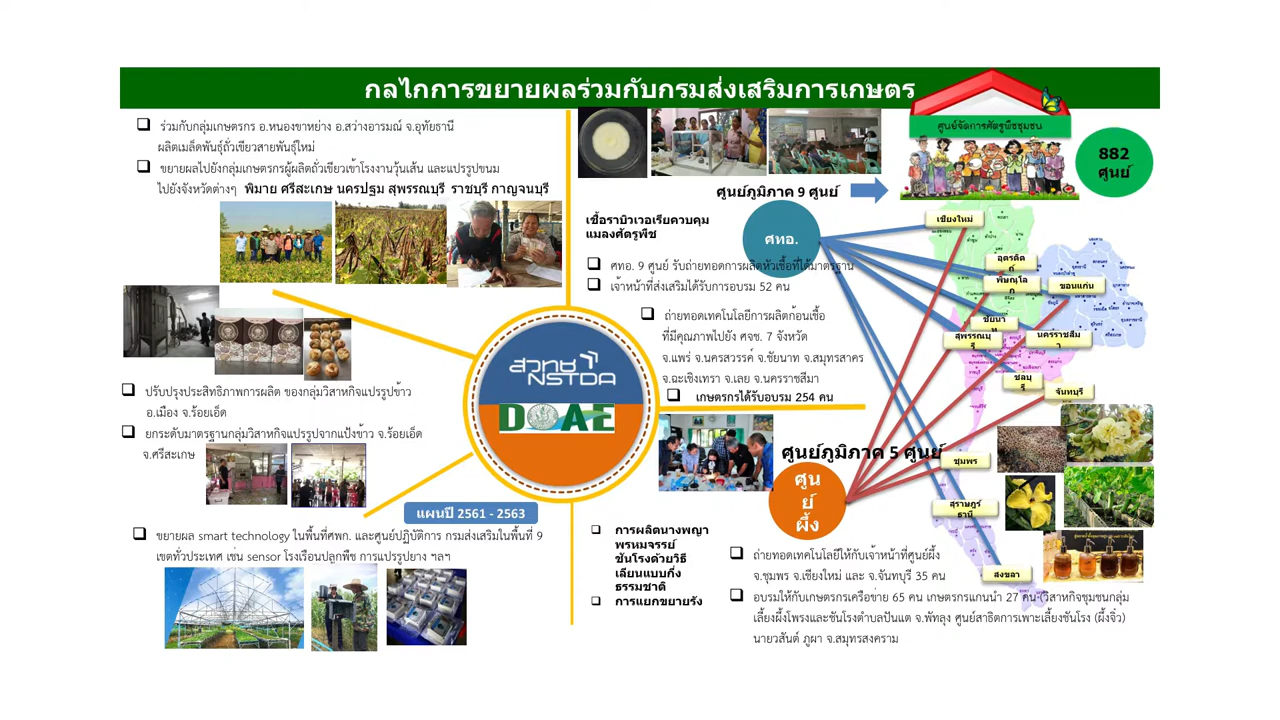 กลไกการขยายผลร่วมกับกรมส่งเสริมการเกษตร
ร่วมกับกลุ่มเกษตรกร อ.หนองขาหย่าง อ.สว่างอารมณ์ จ.อุทัยธานี
ผลิตเมล็ดพันธุ์ถั่วเขียวสายพันธุ์ใหม่
ขยายผลไปยังกลุ่มเกษตรกรผู้ผลิตถั่วเขียวเข้าโรงงานวุ้นเส้น และแปรรูปขนม
ไปยังจังหวัดต่างๆ พิมาย ศรีสะเกษ นครปฐม สุพรรณบุรี ราชบุรี กาญจนบุรี
ปรับปรุงประสิทธิภาพการผลิต ของกลุ่มวิสาหกิจแปรรูปข้าว
อ.เมือง จ.ร้อยเอ็ด
ยกระดับมาตรฐานกลุ่มวิสาหกิจแปรรูปจากแป้งข้าว จ.ร้อยเอ็ด
จ.ศรีสะเกษ
แผนปี 2561 - 2563
ขยายผล smart technology ในพื้นที่ศพก. และศูนย์ปฏิบัติการ กรมส่งเสริมในพื้นที่ 9
เขตทั่วประเทศ เช่น sensor โรงเรือนปลูกพืช การแปรรูปยาง ฯลฯ
สวทช
NSTDA
DOAE
ศูนย์จัดการศัตรูพืชชุมชน
882
ศูนย์
ศูนย์ภูมิภาค 9 ศูนย์
เชื้อราบิวเวอเรียควบคุม
แมลงศัตรูพืช
ศทอ.
ศทอ. 9 ศูนย์ รับถ่ายทอดการผลิตหัวเชื้อที่ได้มาตรฐาน
เจ้าหน้าที่ส่งเสริมได้รับการอบรม 52 คน
ถ่ายทอดเทคโนโลยีการผลิตก้อนเชื้อ
ที่มีคุณภาพไปยัง ศจช. 7 จังหวัด
จ.แพร่ จ.นครสวรรค์ จ.ชัยนาท จ.สมุทรสาคร
จ.ฉะเชิงเทรา จ.เลย จ.นครราชสีมา
เกษตรกรได้รับอบรม 254 คน
ศูนย์ภูมิภาค 5 ศูนย์
ศูน
ย์
ผึ้ง
การผลิตนางพญา
พรหมจรรย์
ชันโรงด้วยวิธี
เลียนแบบกึ่ง
ธรรมชาติ
การแยกขยายรัง
ถ่ายทอดเทคโนโลยีให้กับเจ้าหน้าที่ศูนย์ผึ้ง
จ.ชุมพร จ.เชียงใหม่ และ จ.จันทบุรี 35 คน
อบรมให้กับเกษตรกรเครือข่าย 65 คน เกษตรกรแกนนำ 27 คน (วิสาหกิจชุมชนกลุ่ม
เลี้ยงผึ้งโพรงและชันโรงตำบลปันแต จ.พัทลุง ศูนย์สาธิตการเพาะเลี้ยงชันโรง (ผึ้งจิ๋ว)
นายวสันต์ ภูผา จ.สมุทรสงคราม
เชียงใหม่
อุตรดิต
ถ์
พิษณุโล
ก
ขอนแก่น
ชัยนา
ท
สุพรรณบุ
รี
นครราชสีม
า
ชลบุ
รี
จันทบุรี
ชุมพร
สุราษฎร์
ธานี
สงขลา